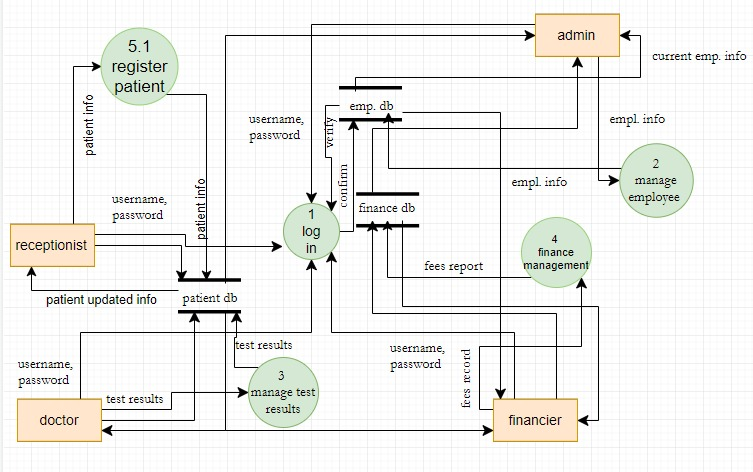 5.1
register
patient
admin
current emp. info
patient info
username,
password
emp. db
verify
empl. info
2
manage
employee
empl. info
confirm
username,
password
patient info
finance db
1
log
in
receptionist
4
finance
management
fees report
patient updated info
patient db
test results
username,
password
username,
password
fees record
3
manage test
results
test results
doctor
financier